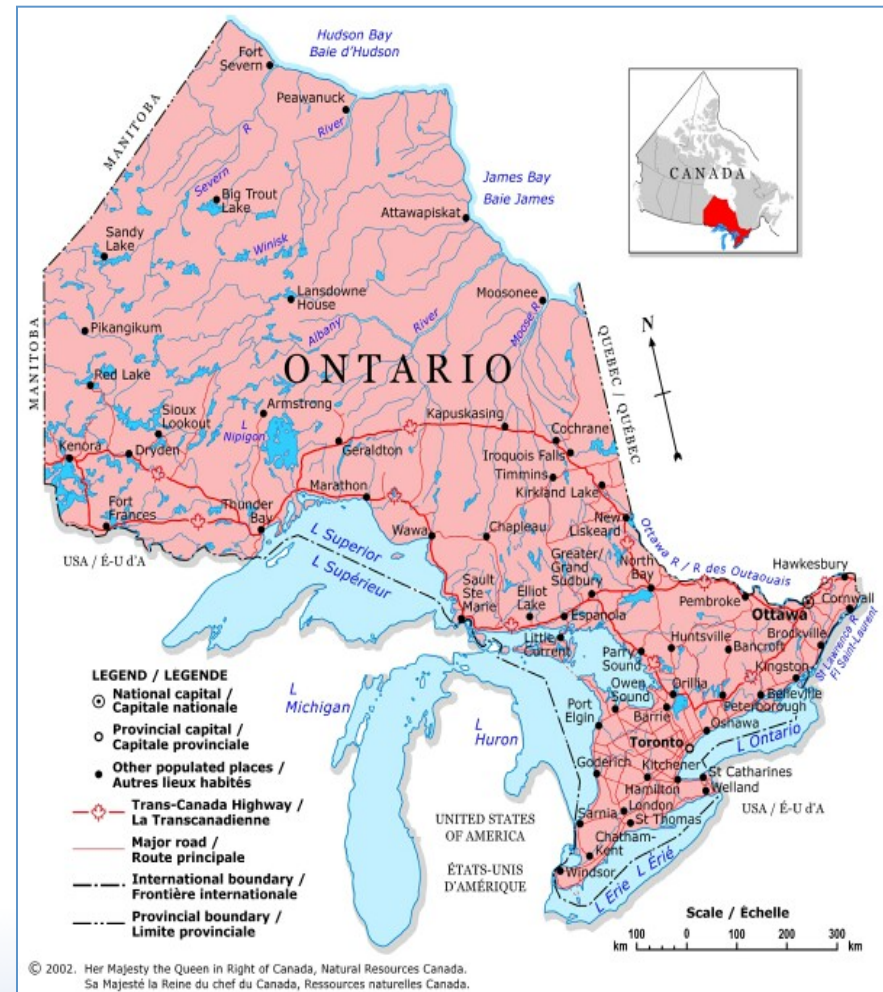 Hudson Bay
Baie d'Hudson
Fort
Severn
Peawanuck
MANITOBA
R
River
Severn
James Bay
Baie James
CANADA
Big Trout
Lake
Attawapiskat
Sandy
Lake
Winisk
Lansdowne
House
Moosonee
Pikangikum
Albany
River
Moose R
QUEBEC / QUÉBEC
N
MANITOBA
ONTARIO
Red Lake
Armstrong
Sioux
Lookout
L
Nipigon
Kapuskasing
Cochrane
Kenora
Dryden
Geraldton
Iroquois Falls
Timmins
Marathon
Kirkland Lake
Fort
Frances
Thunder
Bay
Wawa
Chapleau
New
Liskeard
USA / É-U d'A
L Superior
L Supérieur
Ottawa R / R des Outaouais
Greater/
Grand
Sudbury
North
Bay
Hawkesbury
Sault
Ste
Marie
Elliot
Lake
Espanola
Pembroke
Ottawa
Cornwall
Little
Current
Huntsville
Bancroft
Brockville
Kingston
St Lawrence R
Fl Saint-Laurent
Parry
Sound
Owen
Sound
Orillia
Belleville
Peterborough
Port
Elgin
Barrie
Oshawa
L
Michigan
L
Huron
Toronto
L Ontario
Goderich
Kitchener
St Catharines
Hamilton
Welland
London
USA / É-U d'A
Sarnia
St Thomas
UNITED STATES
OF AMERICA
Chatham-
Kent
ÉTATS-UNIS
D'AMÉRIQUE
Windsor
L Erie L Érié
LEGEND / LEGENDE
National capital /
Capitale nationale
Provincial capital /
Capitale provinciale
Other populated places /
Autres lieux habités
Trans-Canada Highway /
La Transcanadienne
Major road /
Route principale
International boundary /
Frontière internationale
Provincial boundary /
Limite provinciale
Scale / Échelle
100 0 100 200 300
km km
© 2002. Her Majesty the Queen in Right of Canada, Natural Resources Canada.
Sa Majesté la Reine du chef du Canada, Ressources naturelles Canada.